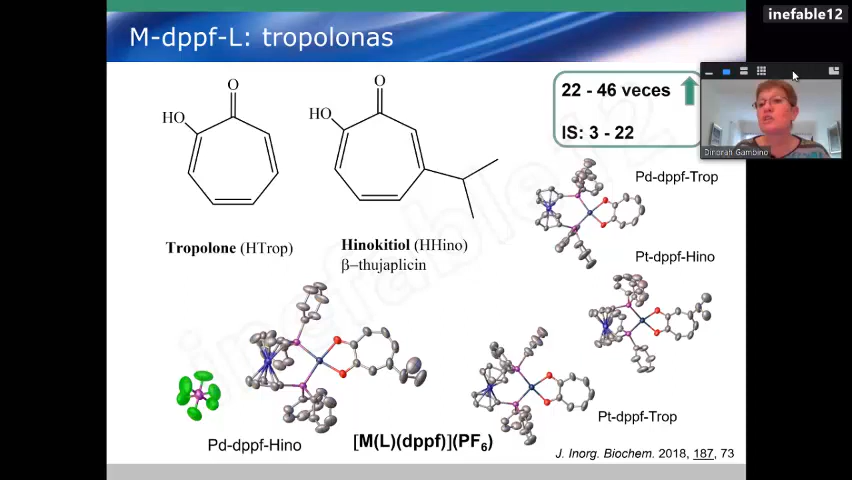 inefable12
M-dppf-L: tropolonas
O
HO
O
HO
22 - 46 veces
IS: 3 - 22
Dinorah Gambino
Tropolone (HTrop)
Hinokitiol (HHino)
β-thujaplicin
Pd-dppf-Trop
Pt-dppf-Hino
Pt-dppf-Trop
Pd-dppf-Hino
[M(L)(dppf)](PF6)
J. Inorg. Biochem. 2018, 187, 73
inefable12